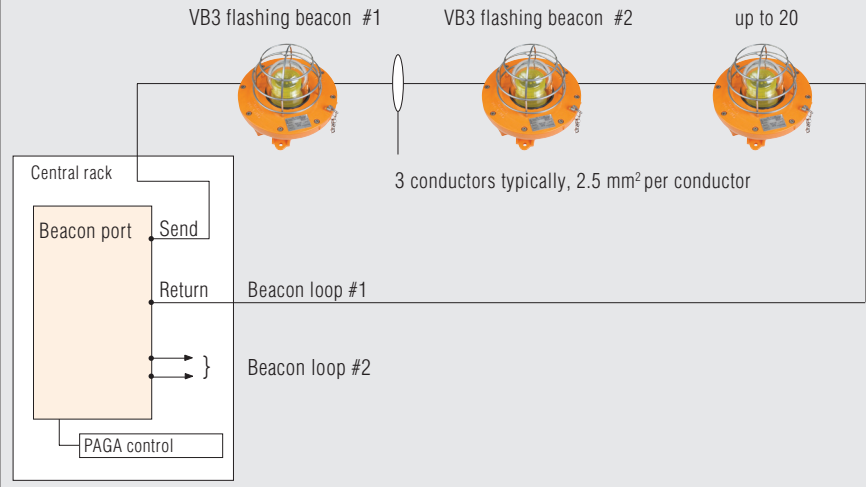 VB3 flashing beacon #1
VB3 flashing beacon #2
up to 20
3 conductors typically, 2.5 mm² per conductor
Central rack
Beacon port
Send
Return
Beacon loop #1
Beacon loop #2
PAGA control